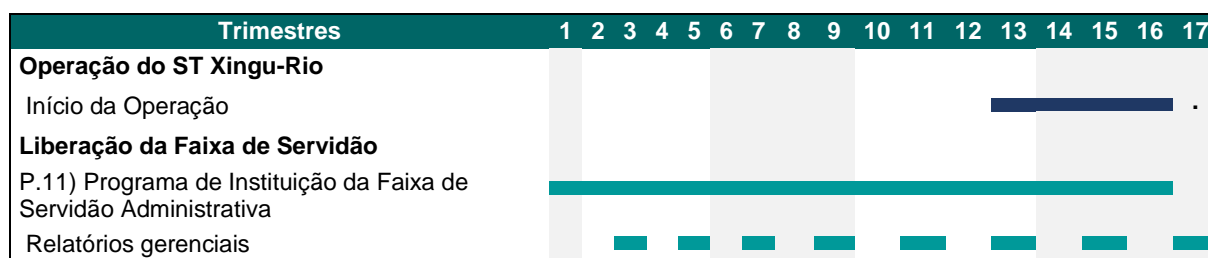 Trimestres 1 2 3 4 5 6 7 8 9 10 11 12 13 14 15 16 17
Operação do ST Xingu-Rio
Início da Operação .
Liberação da Faixa de Servidão
P.11) Programa de Instituição da Faixa de
Servidão Administrativa
Relatórios gerenciais